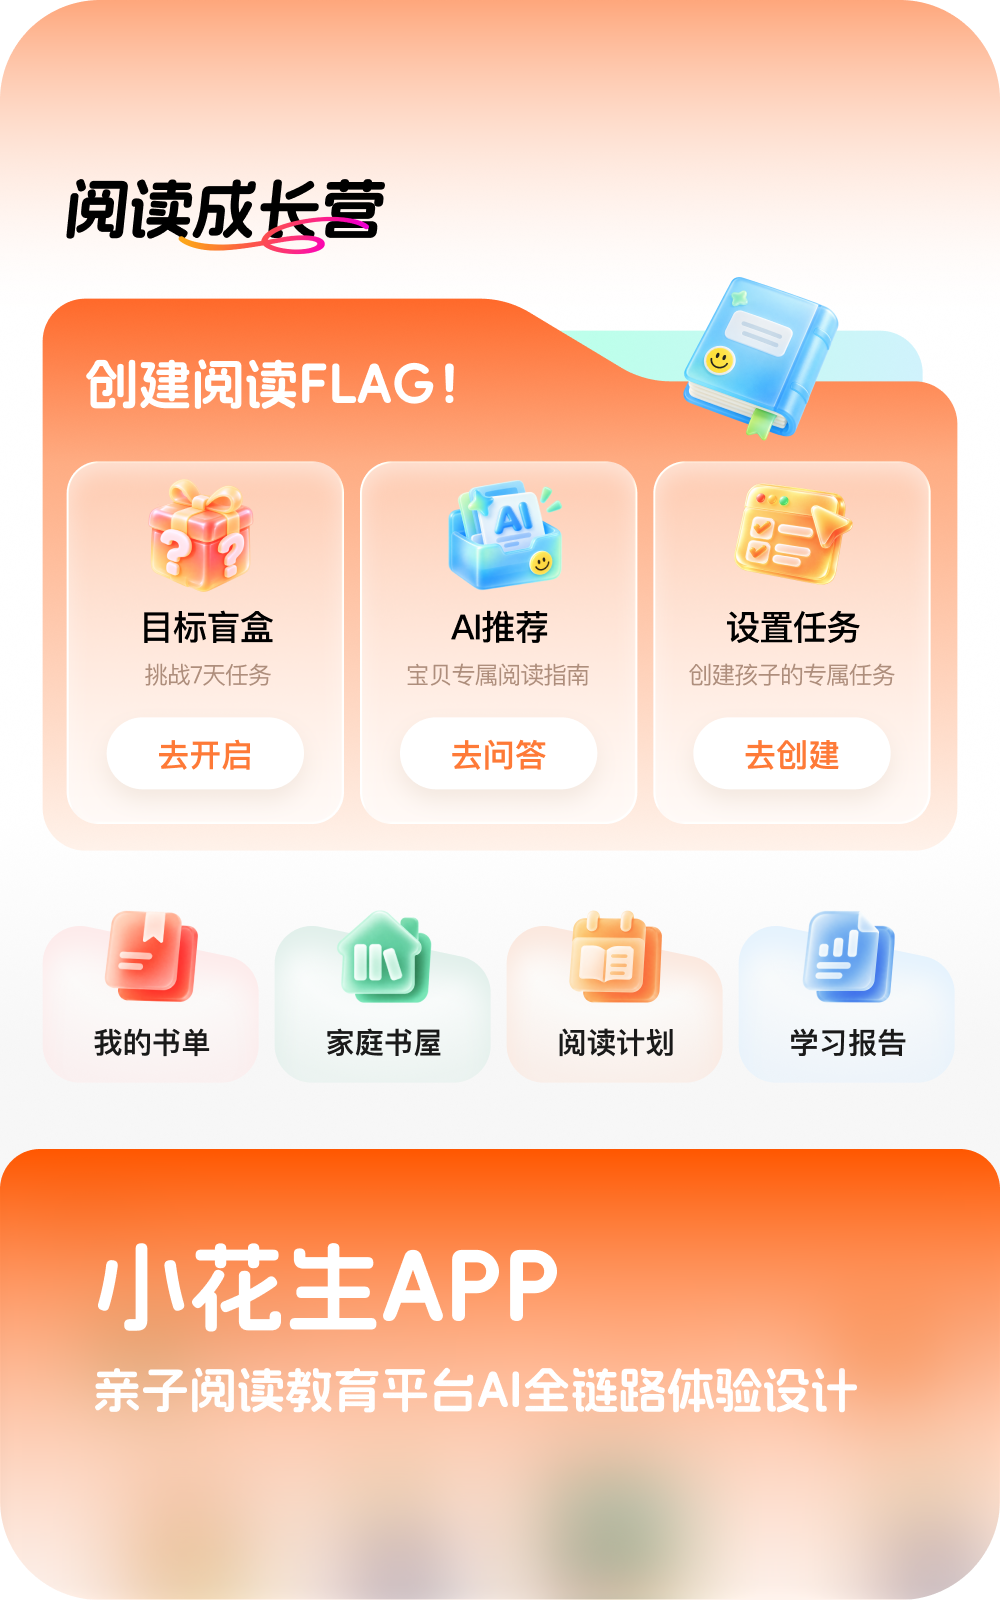 阅读成长营
创建阅读FLAG!
AI
目标盲盒
挑战7天任务
去开启
AI推荐
宝贝专属阅读指南
去问答
设置任务
创建孩子的专属任务
去创建
我的书单
家庭书屋
阅读计划
学习报告
小花生APP
亲子阅读教育平台AI全链路体验设计